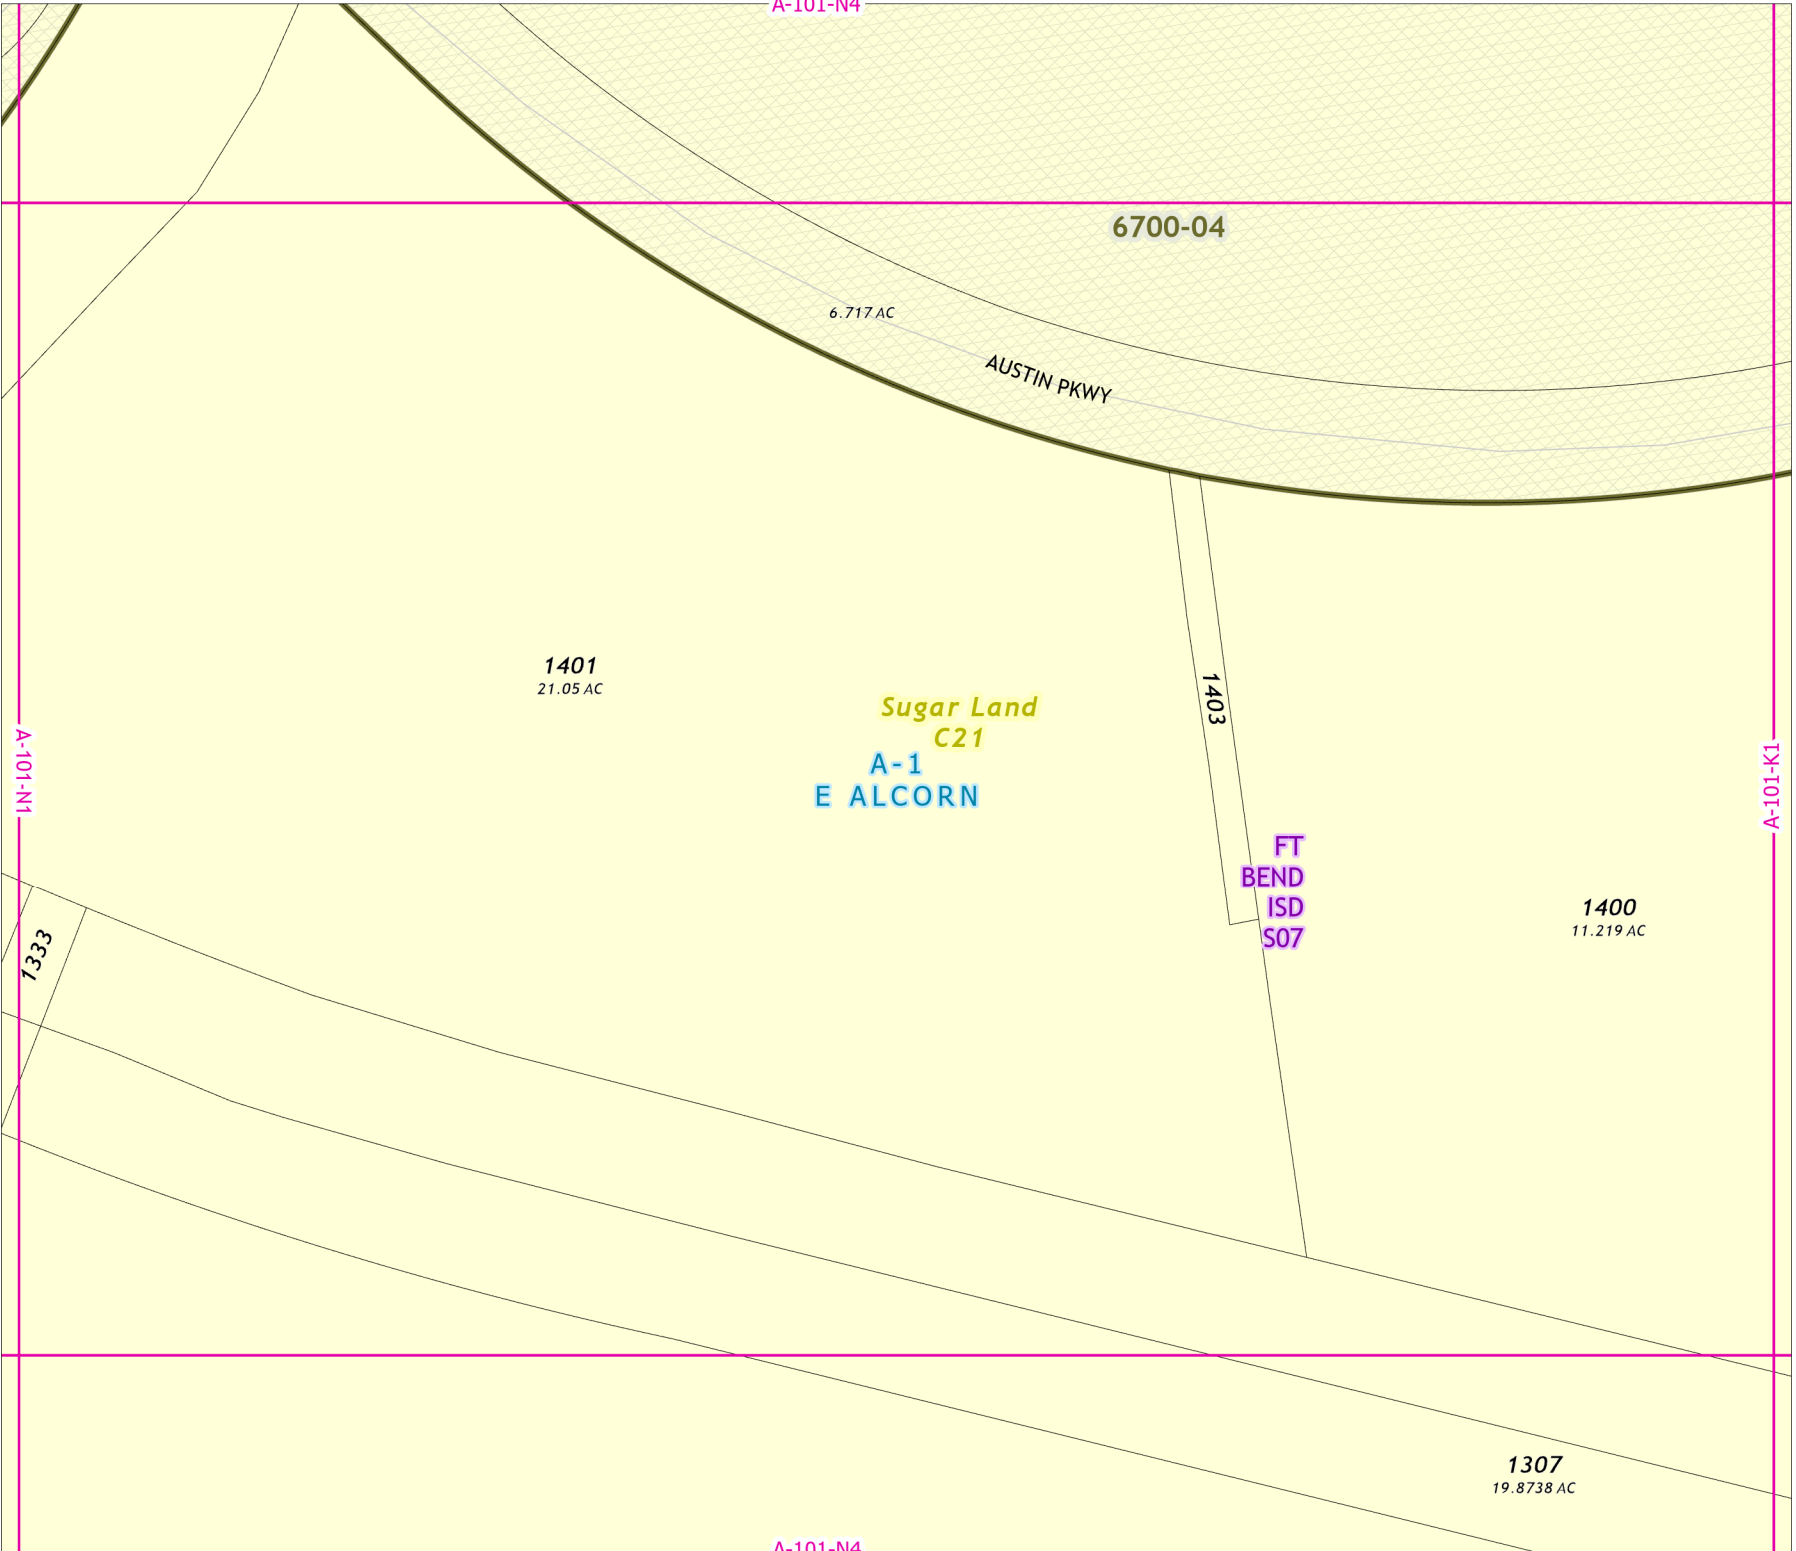 A-101-N4
6700-04
6.717 AC
AUSTIN PKWY
1401
21.05 AC
1403
Sugar Land
C21
A-1
E ALCORN
A-101-N1
A-101-K1
FT
BEND
ISD
S07
1400
11.219 AC
1333
1307
19.8738 AC
A-101-N4